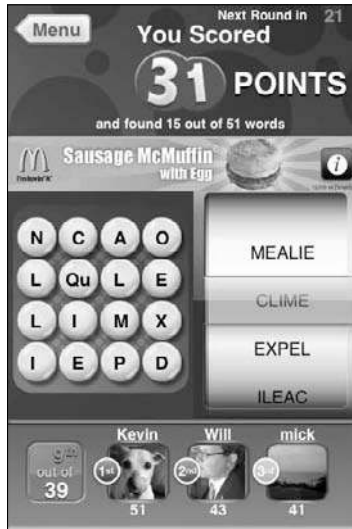 Next Round in 21
Menu
You Scored
31 POINTS
and found 15 out of 51 words
Sausage McMuffin
with Egg
i
N C A O
L Qu L E
L I M X
I E P D
MEALIE
CLIME
EXPEL
ILEAC
Kevin Will mick
out of
39
1st 2nd 3rd
51 43 41